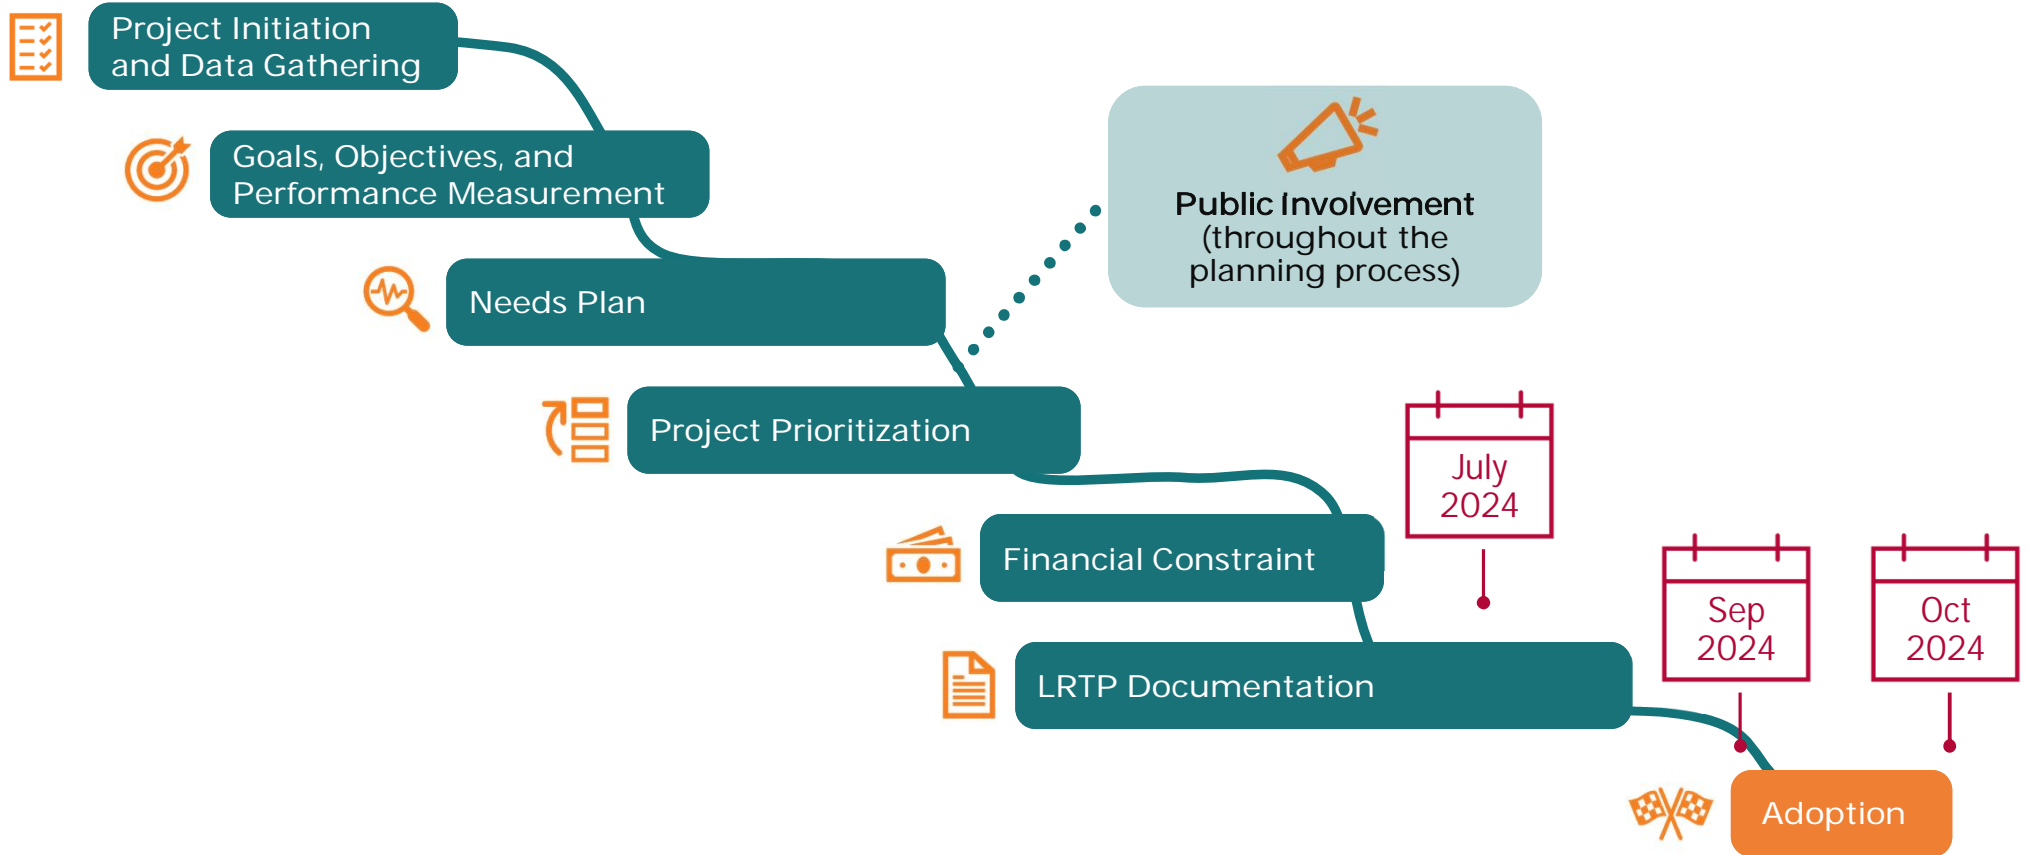 Project Initiation
and Data Gathering
Goals, Objectives, and
Performance Measurement
Public Involvement
(throughout the
planning process)
Needs Plan
Project Prioritization
July
2024
Financial Constraint
Sep
2024
Oct
2024
LRTP Documentation
Adoption